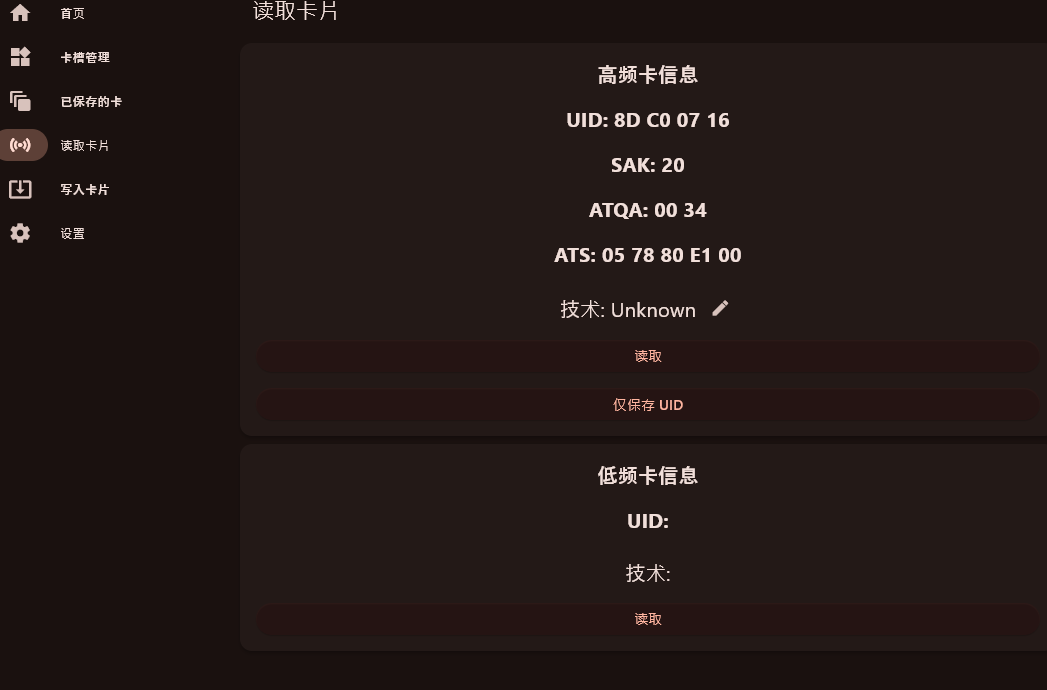 首页
卡槽管理
已保存的卡
读取卡片
写入卡片
设置
读取卡片
高频卡信息
UID: 8D C0 07 16
SAK: 20
ATQA: 00 34
ATS: 05 78 80 E1 00
技术: Unknown
读取
仅保存 UID
低频卡信息
UID:
技术:
读取